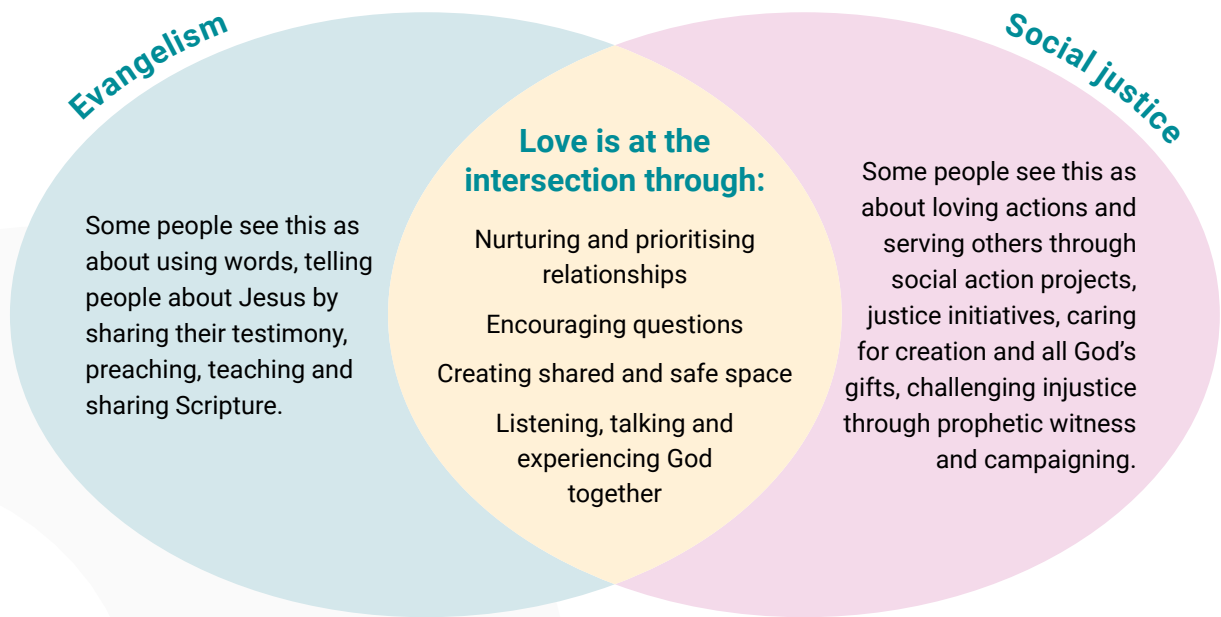 Evangelism
Some people see this as
about using words, telling
people about Jesus by
sharing their testimony,
preaching, teaching and
sharing Scripture.
Love is at the
intersection through:
Nurturing and prioritising
relationships
Encouraging questions
Creating shared and safe space
Listening, talking and
experiencing God
together
Social justice
Some people see this as
about loving actions and
serving others through
social action projects,
justice initiatives, caring
for creation and all God’s
gifts, challenging injustice
through prophetic witness
and campaigning.